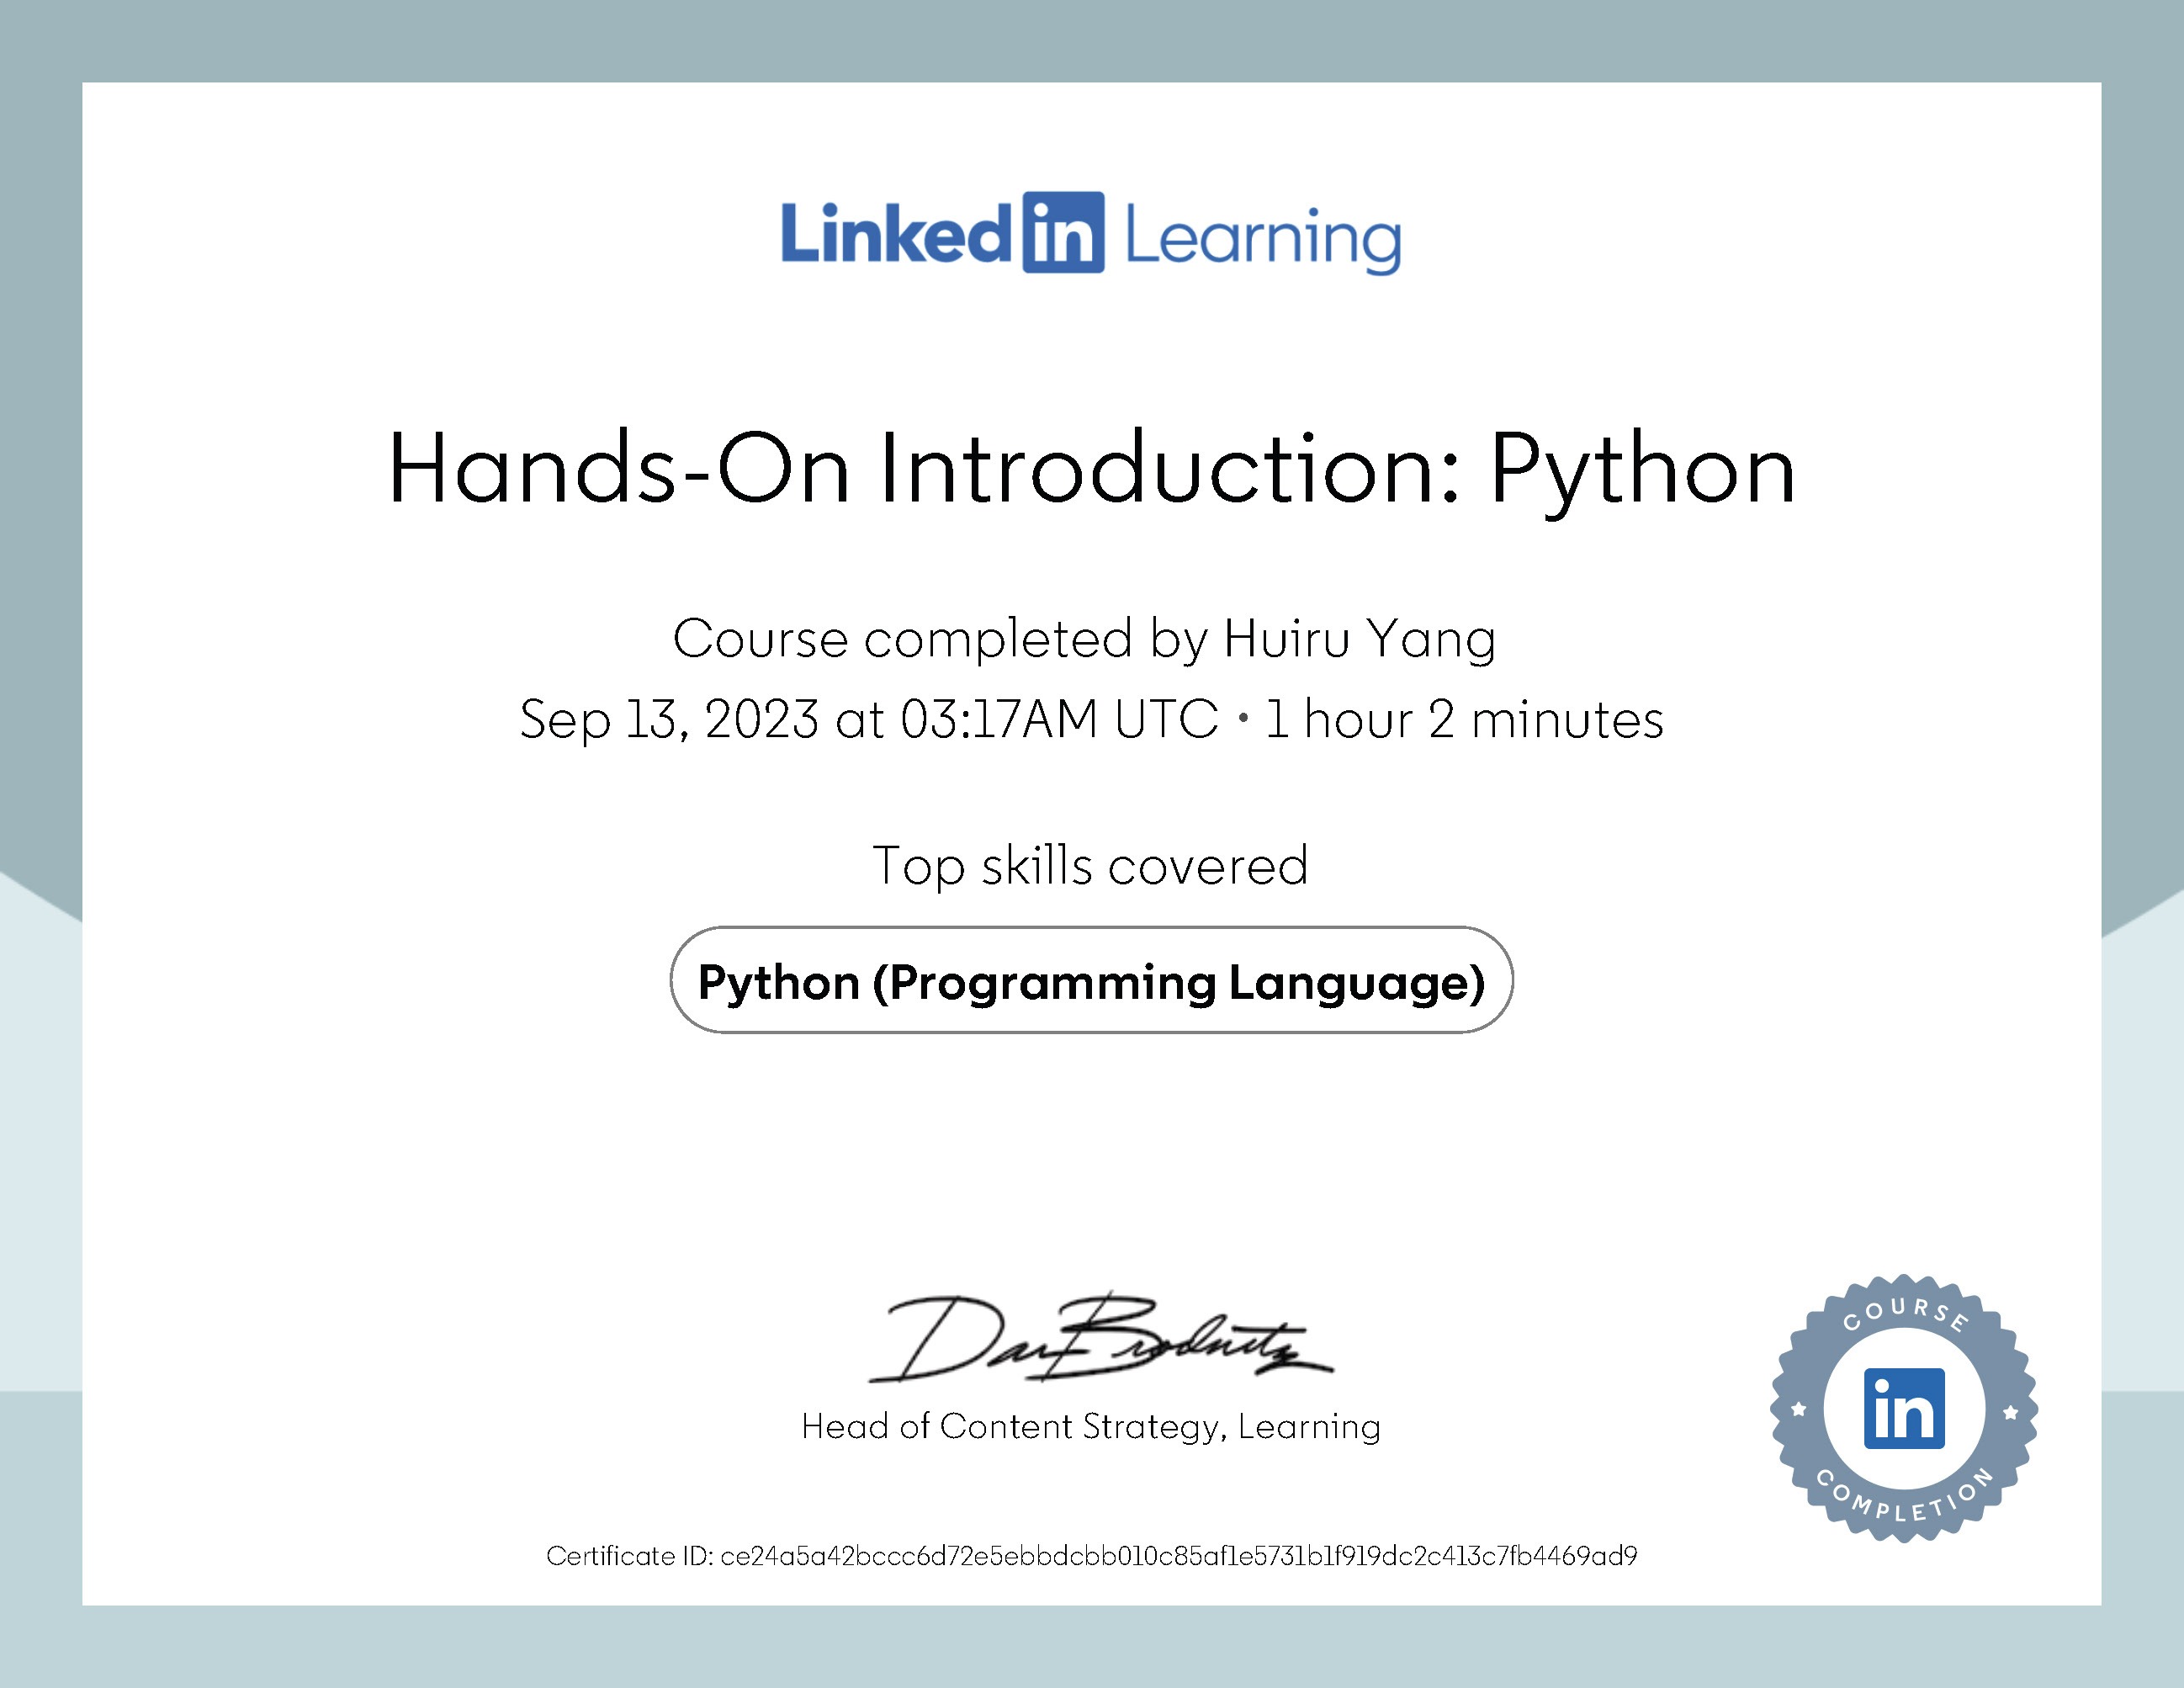 Linked in Learning
Hands-On Introduction: Python
Course completed by Huiru Yang
Sep 13, 2023 at 03:17AM UTC • 1 hour 2 minutes
Top skills covered
Python (Programming Language)
Dan Brodnitz
Head of Content Strategy, Learning
COURSE
in
COMPLETION
Certificate ID: ce24a5a42bccc6d72e5ebbdcbb010c85af1e5731b1f919dc2c413c7fb4469ad9